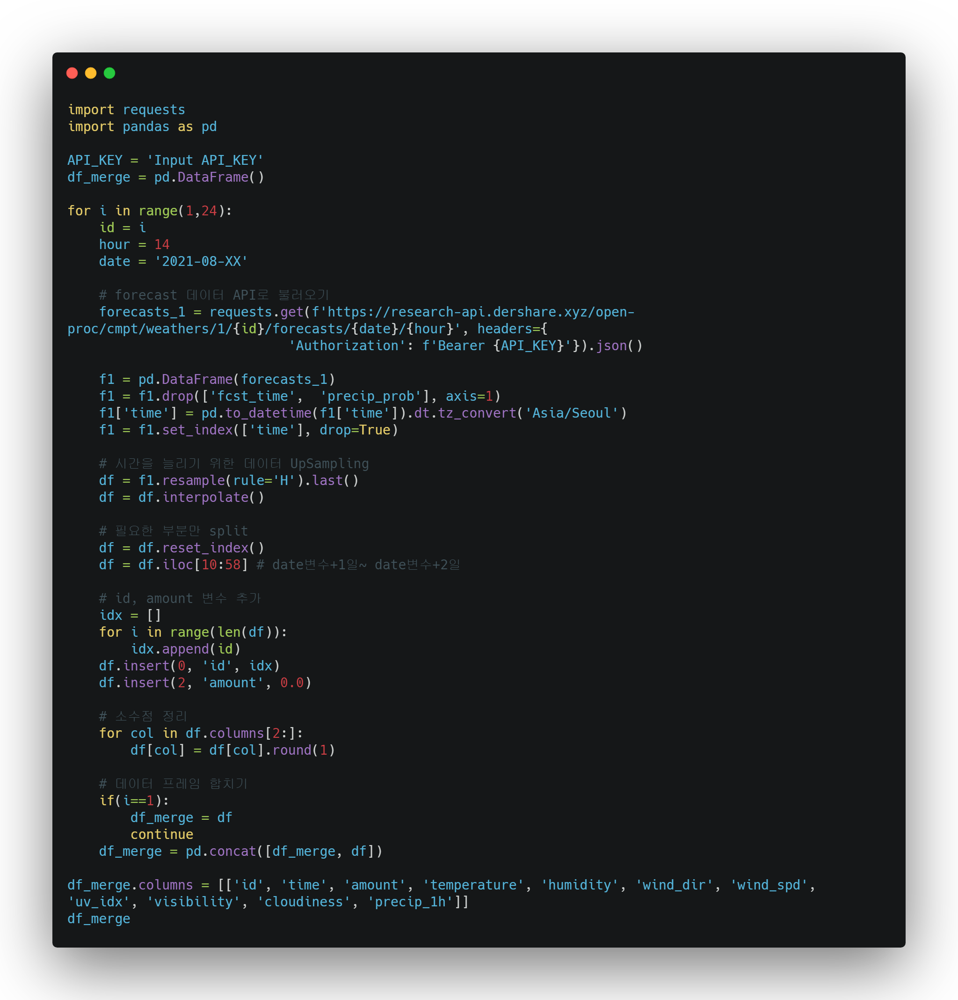 import requests
import pandas as pd

API_KEY = 'Input API_KEY'
df_merge = pd.DataFrame()

for i in range(1,24):
    id = i
    hour = 14
    date = '2021-08-XX'

    # forecast 데이터 API로 불러오기
    forecasts_1 = requests.get(f'https://research-api.dershare.xyz/open-
proc/cmpt/weathers/1/{id}/forecasts/{date}/{hour}', headers={
                            'Authorization': f'Bearer {API_KEY}'}).json()

    f1 = pd.DataFrame(forecasts_1)
    f1 = f1.drop(['fcst_time',  'precip_prob'], axis=1)
    f1['time'] = pd.to_datetime(f1['time']).dt.tz_convert('Asia/Seoul')
    f1 = f1.set_index(['time'], drop=True)

    # 시간을 늘리기 위한 데이터 UpSampling
    df = f1.resample(rule='H').last()
    df = df.interpolate()

    # 필요한 부분만 split
    df = df.reset_index()
    df = df.iloc[10:58] # date변수+1일~ date변수+2일

    # id, amount 변수 추가
    idx = []
    for i in range(len(df)):
        idx.append(id)
    df.insert(0, 'id', idx)
    df.insert(2, 'amount', 0.0)

    # 소수점 정리
    for col in df.columns[2:]:
        df[col] = df[col].round(1)

    # 데이터 프레임 합치기
    if(i==1):
        df_merge = df
        continue
    df_merge = pd.concat([df_merge, df])

df_merge.columns = [['id', 'time', 'amount', 'temperature', 'humidity', 'wind_dir', 'wind_spd',
'uv_idx', 'visibility', 'cloudiness', 'precip_1h']]
df_merge